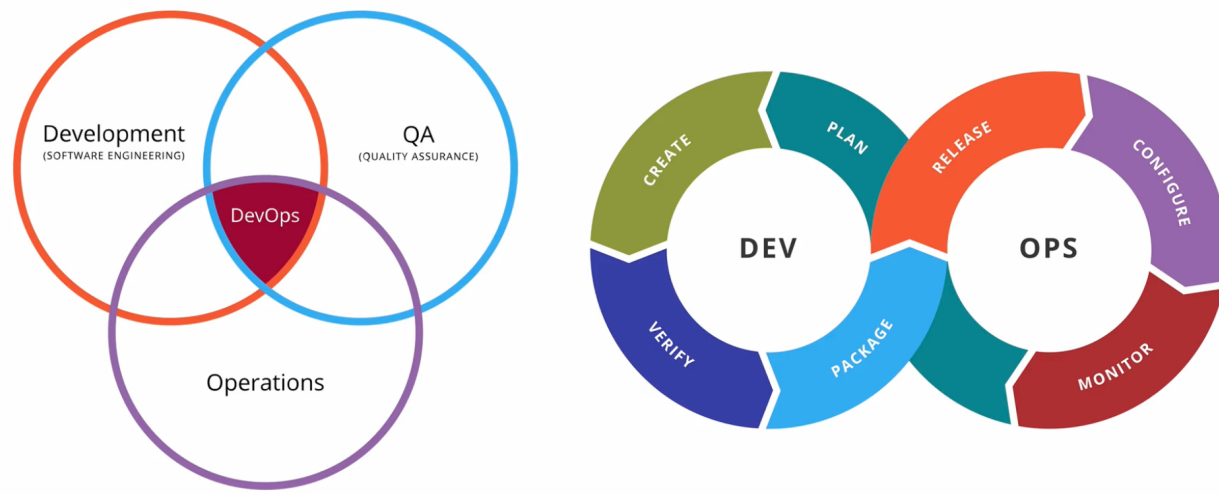 Development
(SOFTWARE ENGINEERING)
QA
(QUALITY ASSURANCE)
DevOps
Operations
CREATE
PLAN
DEV
VERIFY
PACKAGE
RELEASE
CONFIGURE
OPS
MONITOR